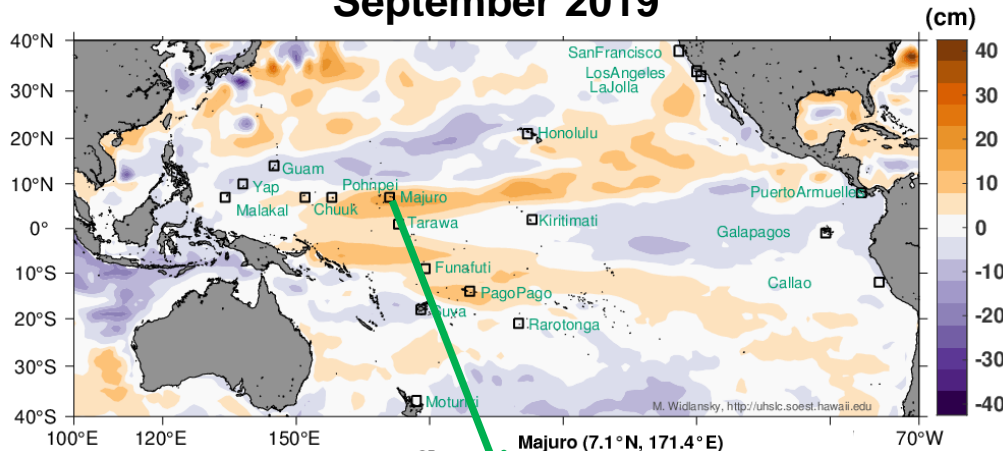 September 2019
(cm)
40°N
30°N
20°N
10°N
0°
10°S
20°S
30°S
40°S
SanFrancisco
LosAngeles
LaJolla
Honolulu
Guam
Yap
Malakal
Chuuk
Pohnpei
Majuro
Tarawa
Kiritimati
PuertoArmuelles
Galapagos
Funafuti
PagoPago
Callao
Suva
Rarotonga
Moturiki
M. Widlansky, http://uhslc.soest.hawaii.edu
40
30
20
10
0
-10
-20
-30
-40
100°E 120°E 150°E 70°W
Majuro (7.1°N, 171.4°E)